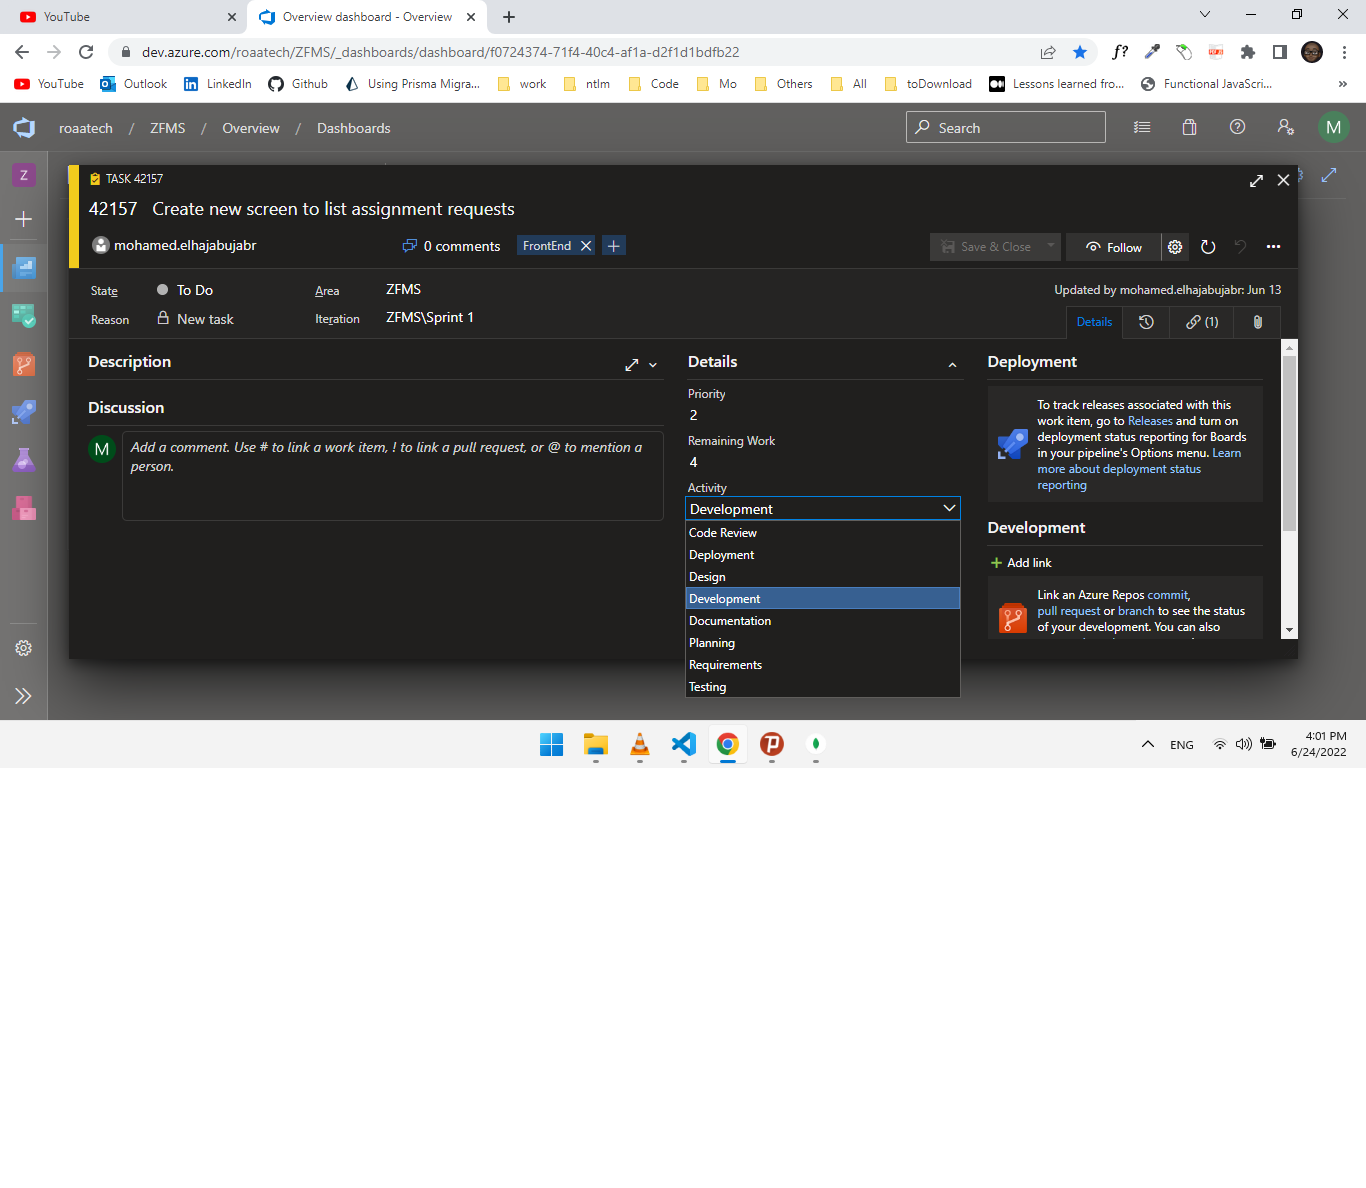 YouTube
Overview dashboard - Overview
dev.azure.com/roaatech/ZFMS/_dashboards/dashboard/f0724374-71f4-40c4-af1a-d2f1d1bdfb22
f?
YouTube Outlook LinkedIn Github Using Prisma Migra... work ntlm Code Mo Others All toDownload Lessons learned fro... Functional JavaScri... »
roaatech / ZFMS / Overview / Dashboards
Search
M
Z
TASK 42157
42157 Create new screen to list assignment requests
mohamed.elhajabujabr
0 comments
FrontEnd
Save & Close
Follow
State To Do
Area ZFMS
Updated by mohamed.elhajabujabr: Jun 13
Reason New task
Iteration ZFMS\Sprint 1
Details
(1)
Description
Discussion
M
Add a comment. Use # to link a work item, ! to link a pull request, or @ to mention a
person.
Details
Priority
2
Remaining Work
4
Activity
Development
Code Review
Deployment
Design
Development
Documentation
Planning
Requirements
Testing
Deployment
To track releases associated with this
work item, go to Releases and turn on
deployment status reporting for Boards
in your pipeline's Options menu. Learn
more about deployment status
reporting
Development
Add link
Link an Azure Repos commit,
pull request or branch to see the status
of your development. You can also
ENG
4:01 PM
6/24/2022